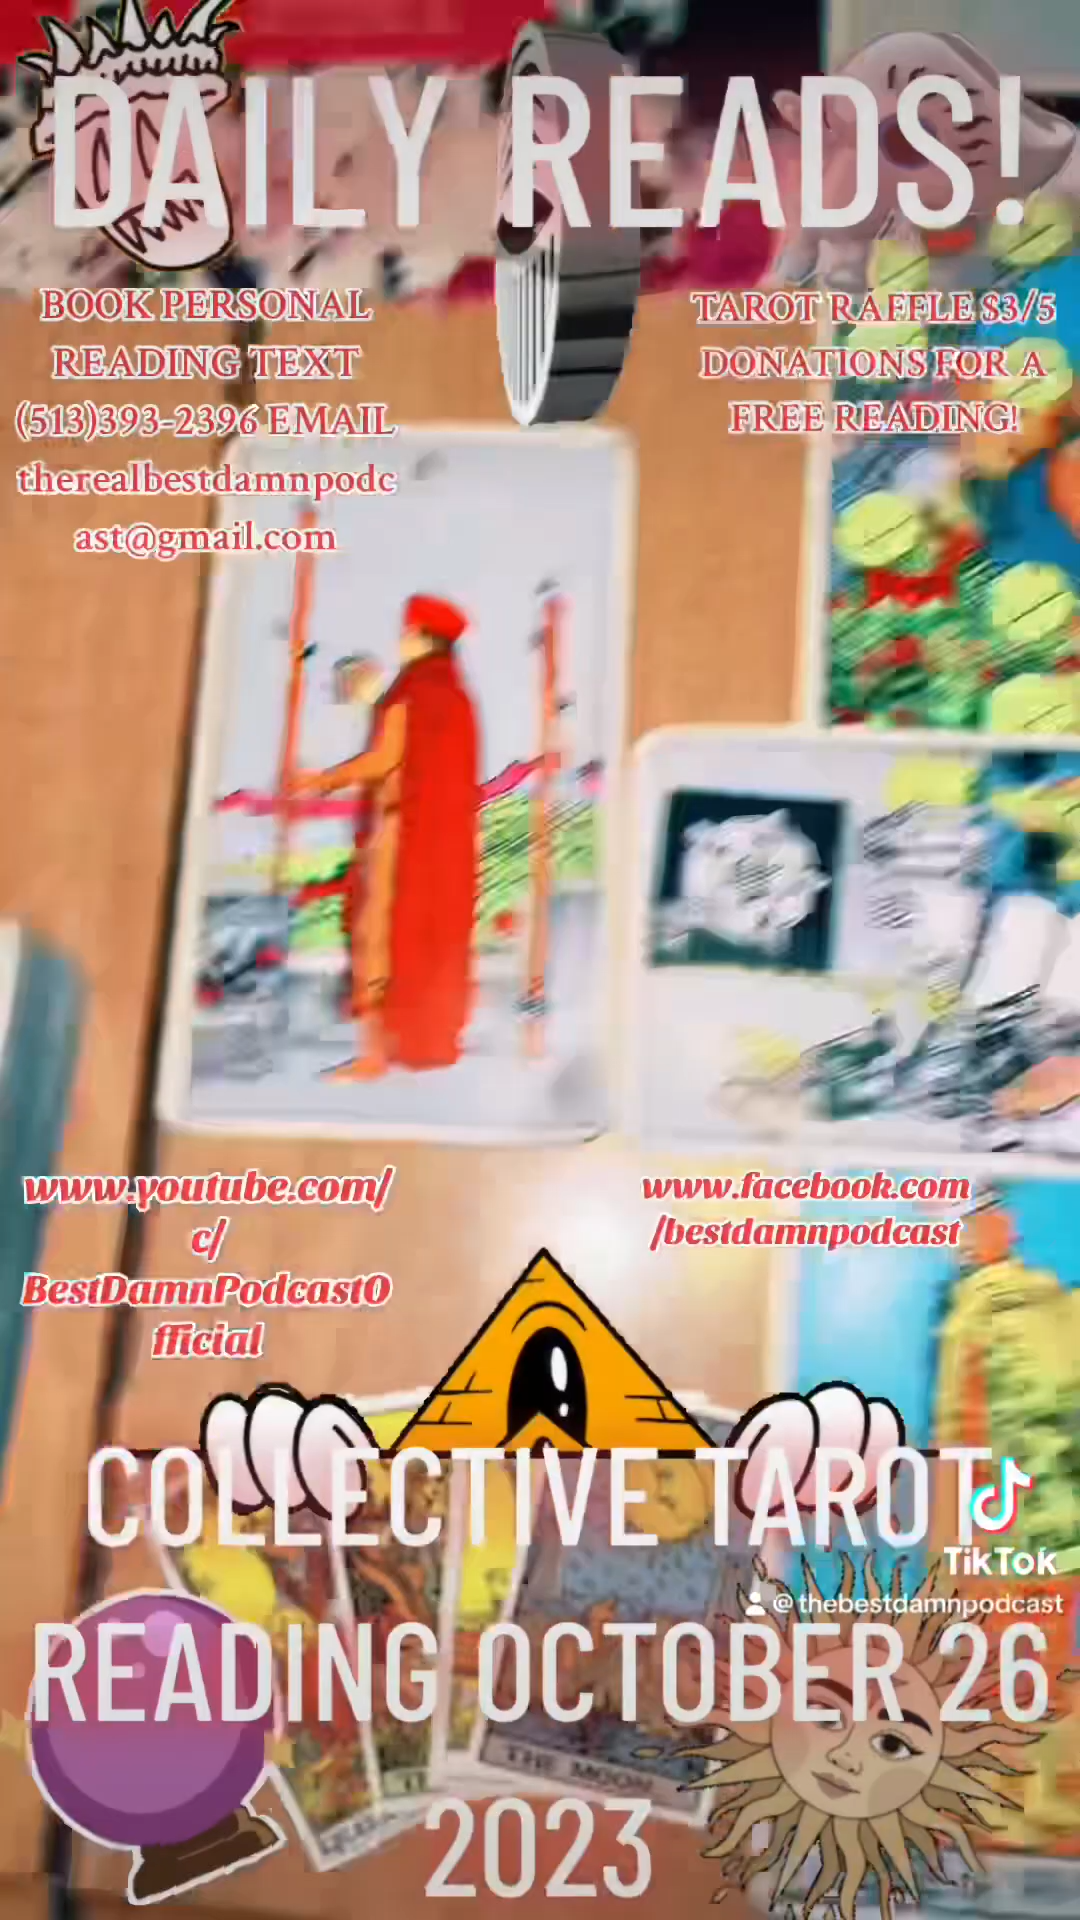 DAILY READS!
BOOK PERSONAL
READING TEXT
(513)393-2396 EMAIL
therealbestdamnpodc
ast@gmail.com
TAROT RAFFLE $3/5
DONATIONS FOR A
FREE READING!
www.youtube.com/
c/
BestDamnPodcastO
fficial
www.facebook.com
/bestdamnpodcast
COLLECTIVE TAROT
TikTok
@thebestdamnpodcast
READING OCTOBER 26
THE MOON
2023